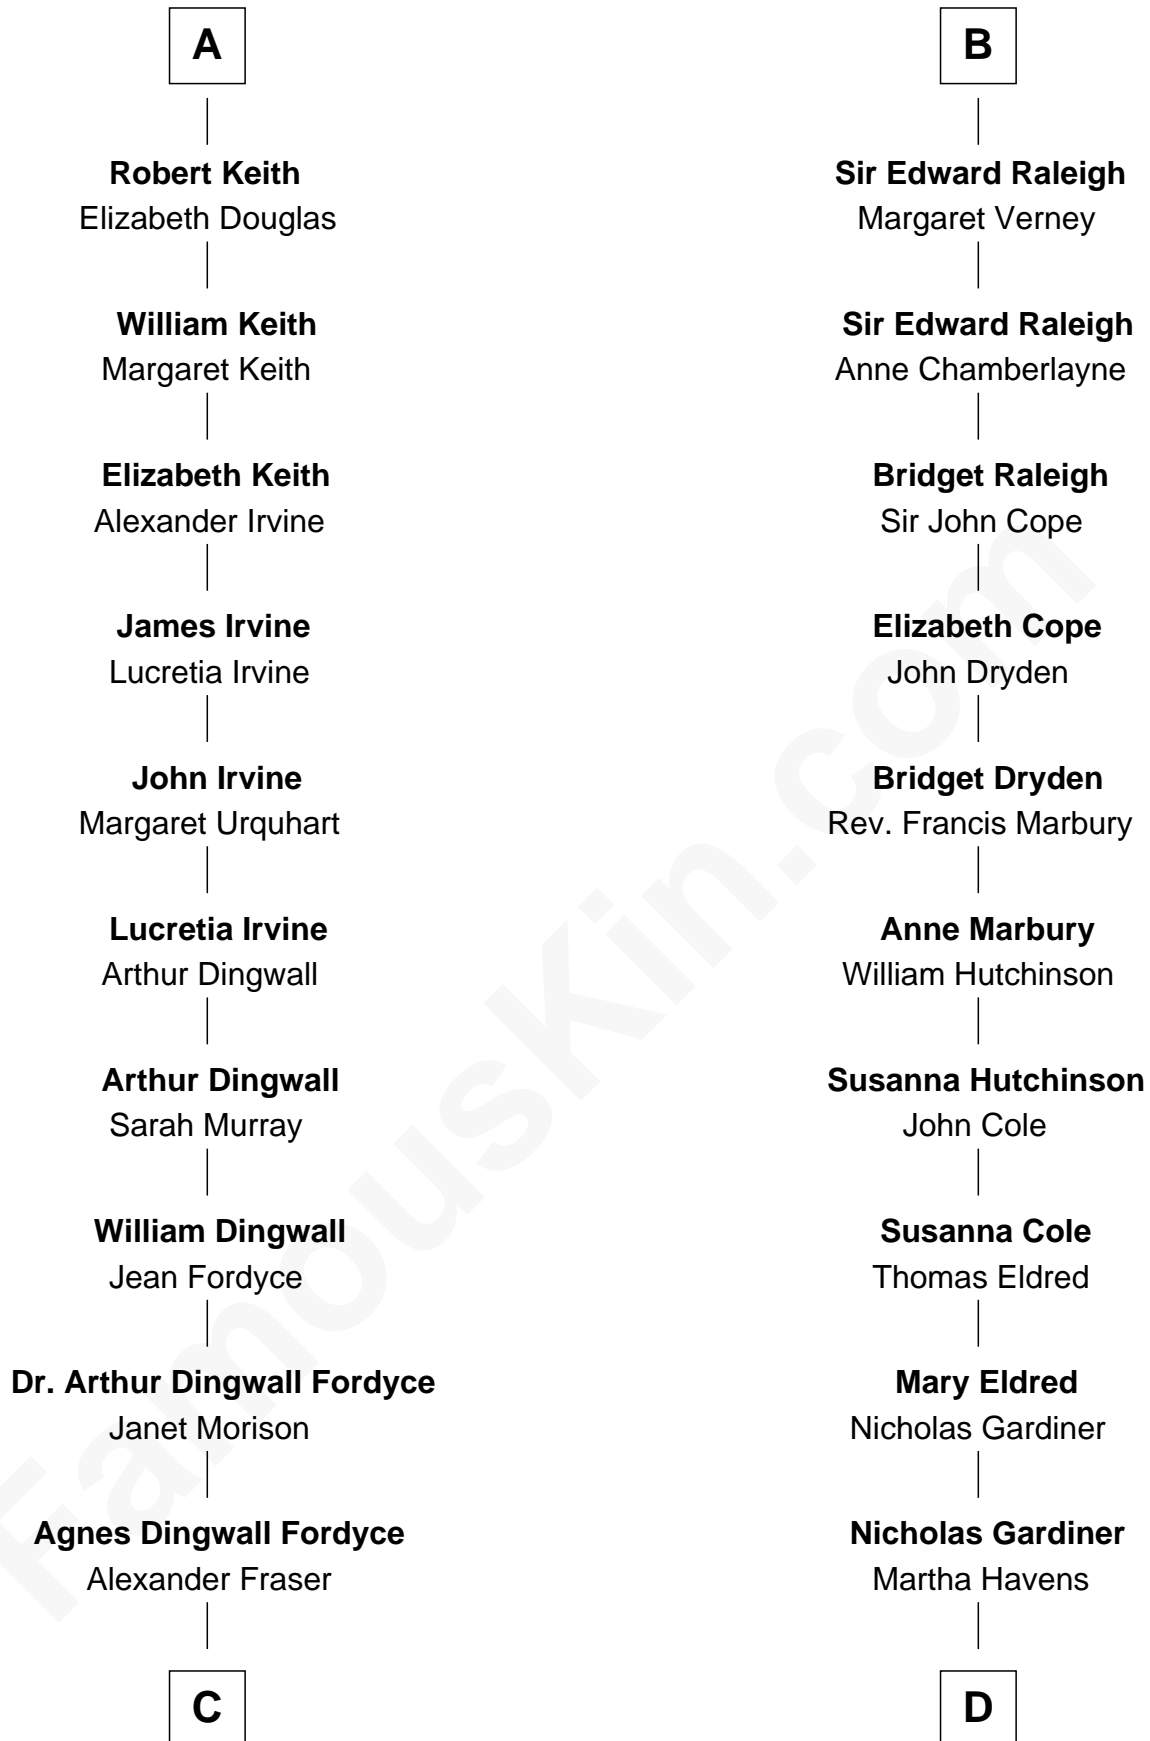 A
Robert Keith
Elizabeth Douglas
William Keith
Margaret Keith
Elizabeth Keith
Alexander Irvine
James Irvine
Lucretia Irvine
John Irvine
Margaret Urquhart
Lucretia Irvine
Arthur Dingwall
Arthur Dingwall
Sarah Murray
William Dingwall
Jean Fordyce
Dr. Arthur Dingwall Fordyce
Janet Morison
Agnes Dingwall Fordyce
Alexander Fraser
C
B
Sir Edward Raleigh
Margaret Verney
Sir Edward Raleigh
Anne Chamberlayne
Bridget Raleigh
Sir John Cope
Elizabeth Cope
John Dryden
Bridget Dryden
Rev. Francis Marbury
Anne Marbury
William Hutchinson
Susanna Hutchinson
John Cole
Susanna Cole
Thomas Eldred
Mary Eldred
Nicholas Gardiner
Nicholas Gardiner
Martha Havens
D
FamousKin.com